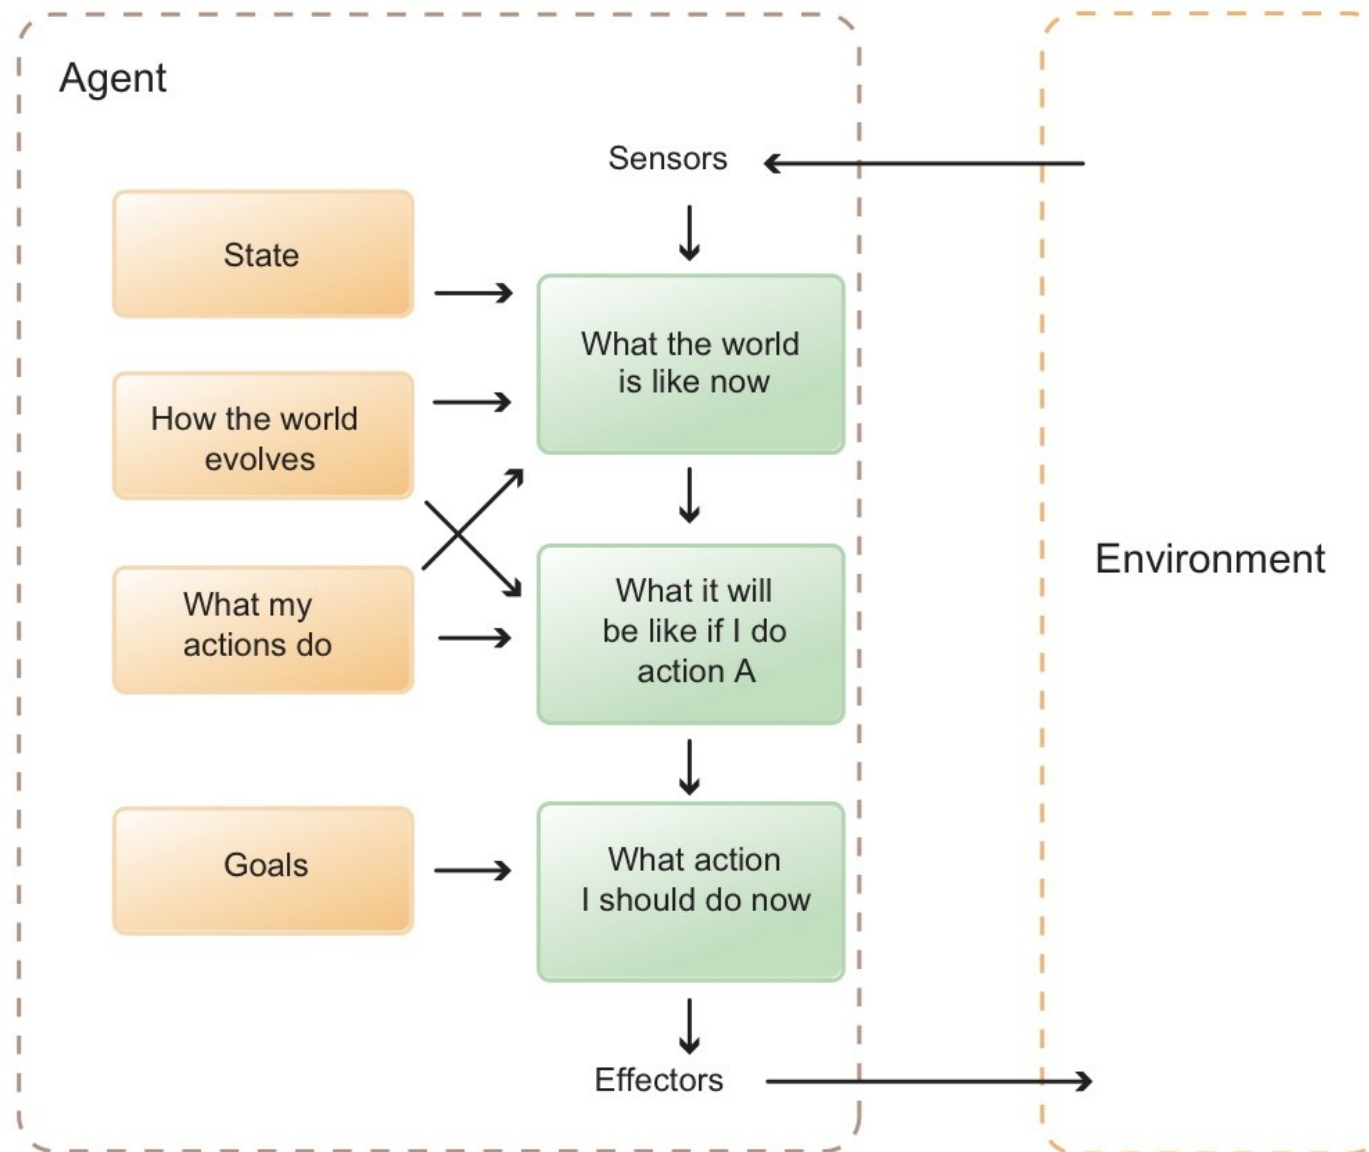 Agent
Sensors
State
What the world
is like now
How the world
evolves
What my
actions do
What it will
be like if I do
action A
Environment
Goals
What action
I should do now
Effectors